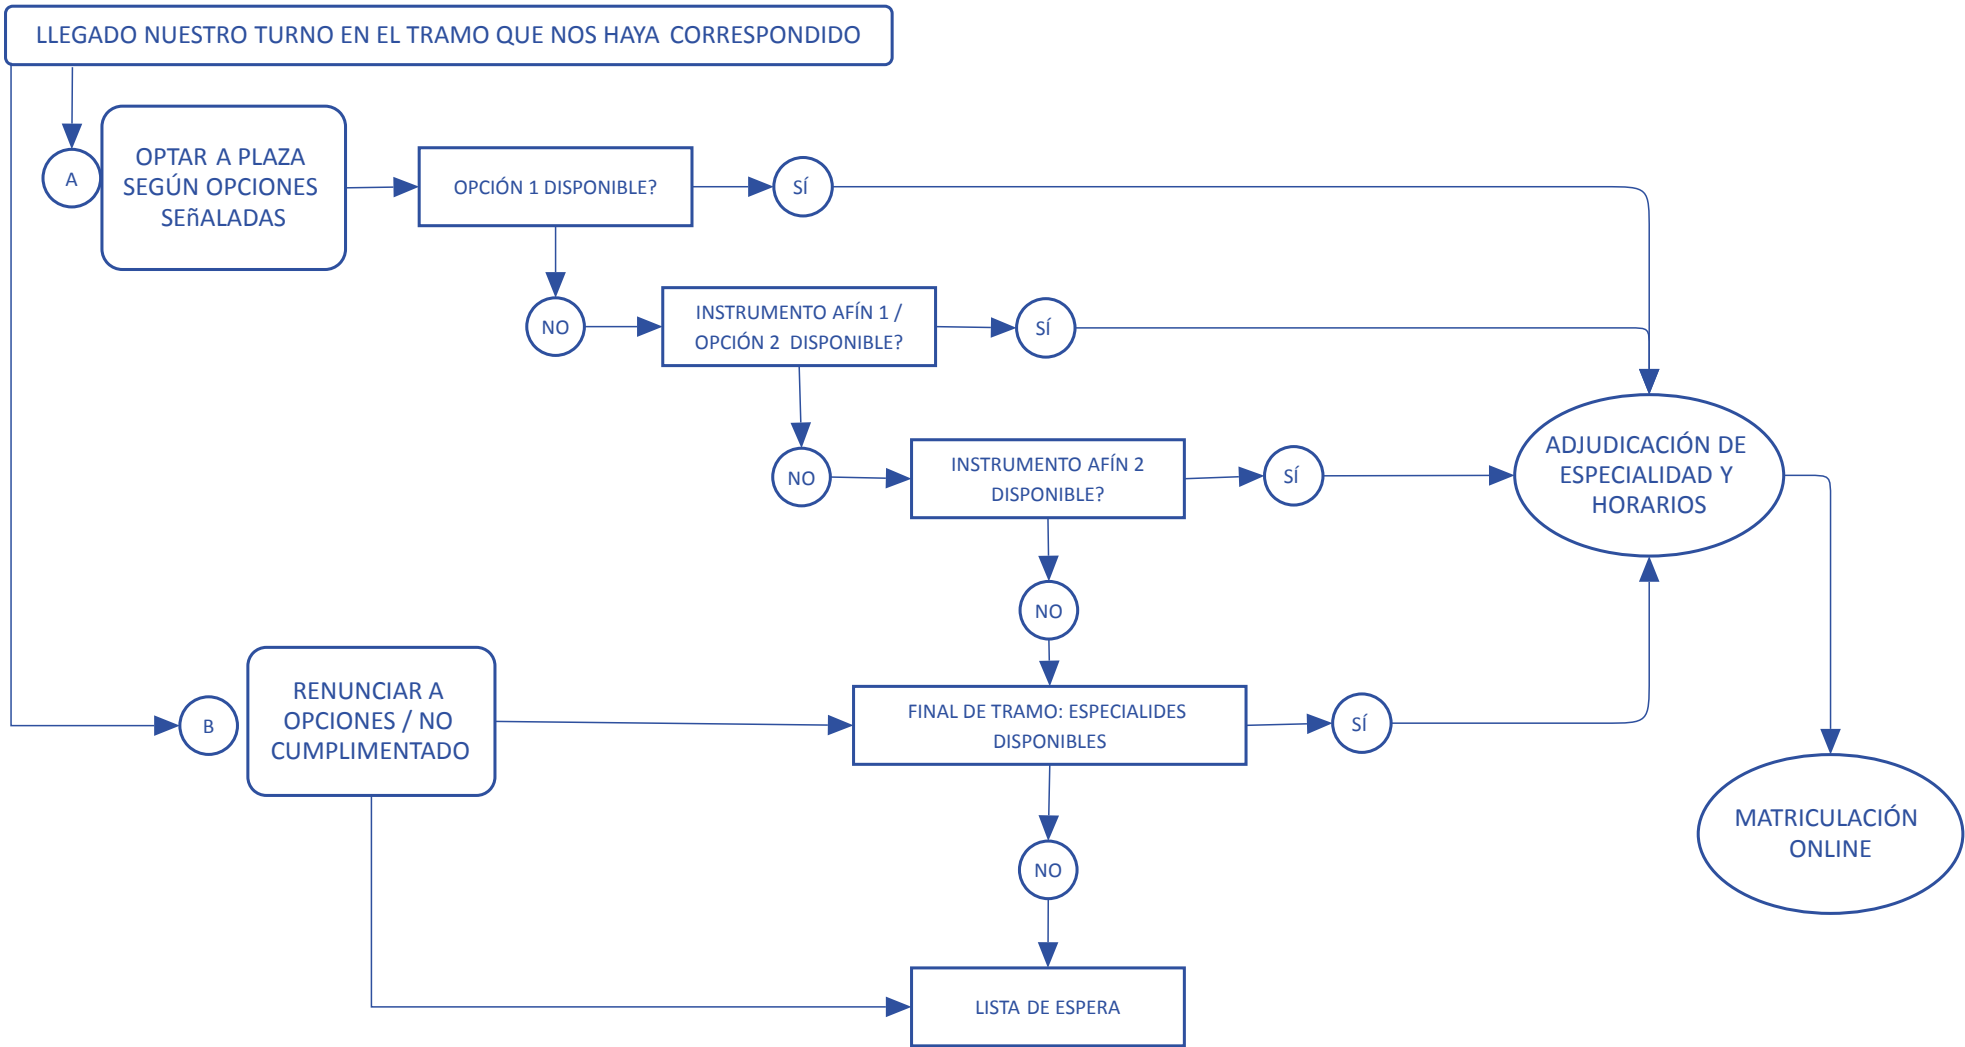 LLEGADO NUESTRO TURNO EN EL TRAMO QUE NOS HAYA CORRESPONDIDO
A
OPTAR A PLAZA
SEGÚN OPCIONES
SEñALADAS
OPCIÓN 1 DISPONIBLE?
SÍ
NO
INSTRUMENTO AFÍN 1 /
OPCIÓN 2 DISPONIBLE?
SÍ
NO
INSTRUMENTO AFÍN 2
DISPONIBLE?
SÍ
ADJUDICACIÓN DE
ESPECIALIDAD Y
HORARIOS
NO
B
RENUNCIAR A
OPCIONES / NO
CUMPLIMENTADO
FINAL DE TRAMO: ESPECIALIDES
DISPONIBLES
SÍ
MATRICULACIÓN
ONLINE
NO
LISTA DE ESPERA